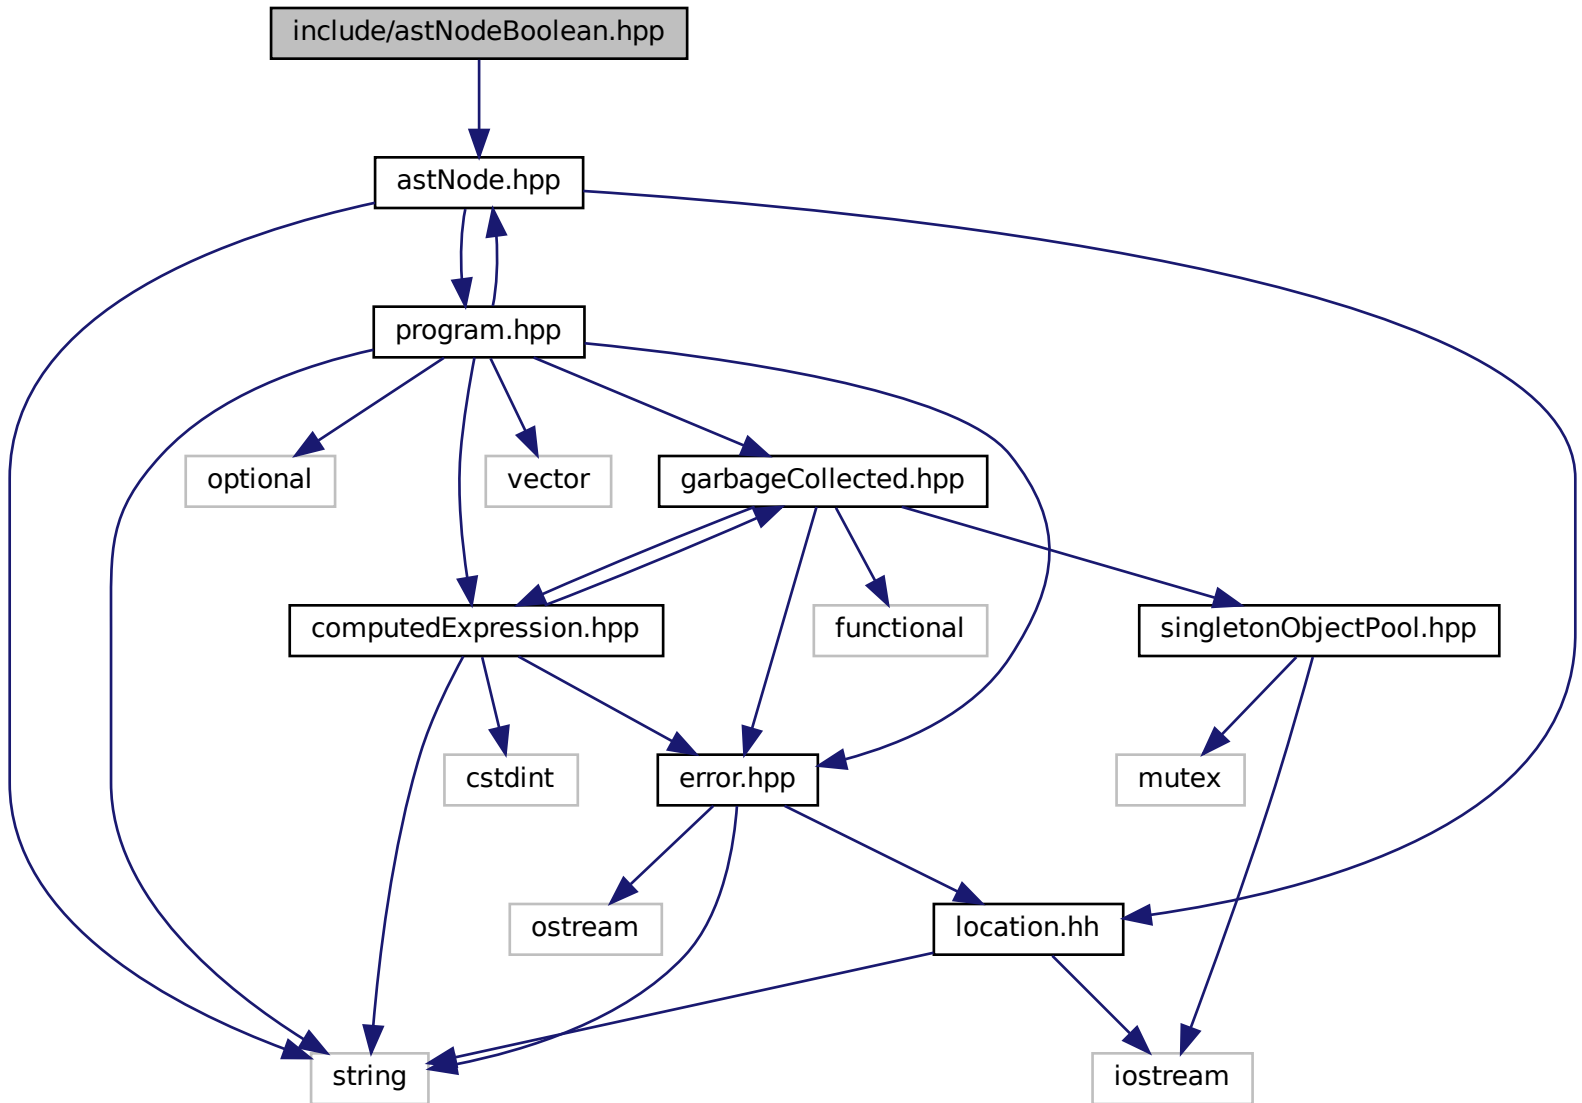 include/astNodeBoolean.hpp
astNode.hpp
program.hpp
optional
vector
garbageCollected.hpp
computedExpression.hpp
functional
singletonObjectPool.hpp
cstdint
error.hpp
mutex
ostream
location.hh
string
iostream